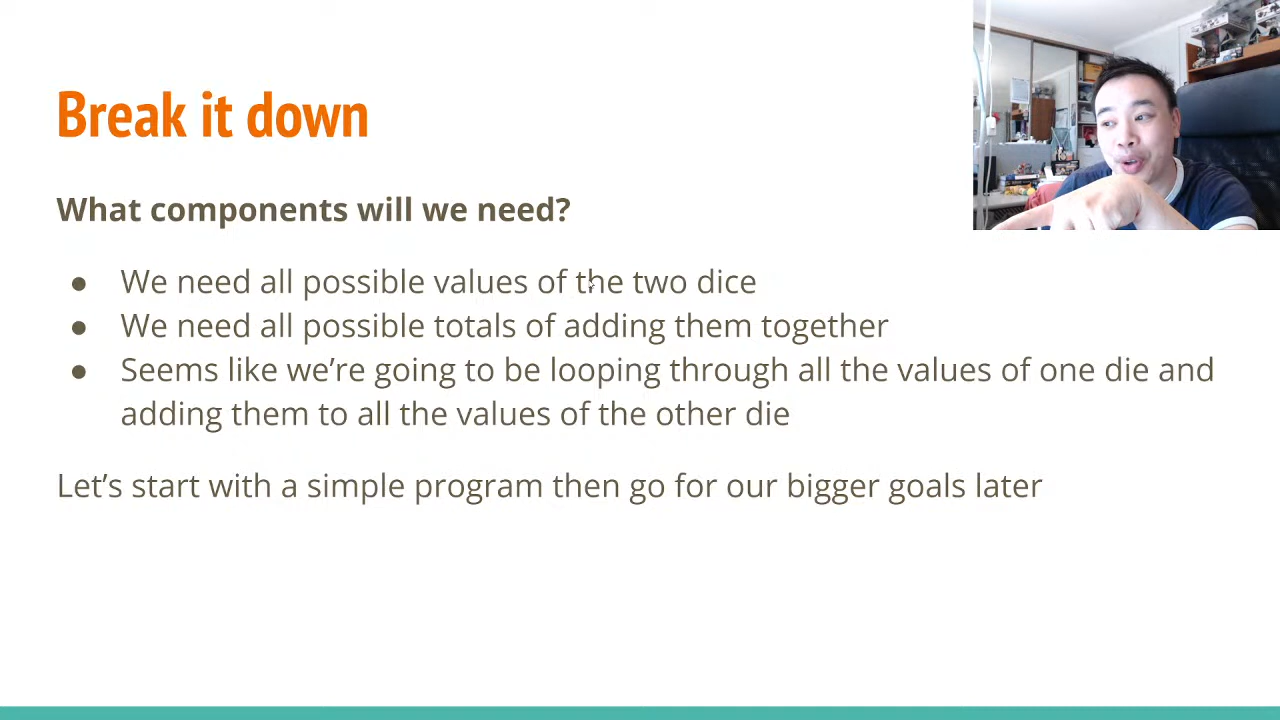 Break it down
What components will we need?
● We need all possible values of the two dice
● We need all possible totals of adding them together
● Seems like we’re going to be looping through all the values of one die and
adding them to all the values of the other die
Let’s start with a simple program then go for our bigger goals later